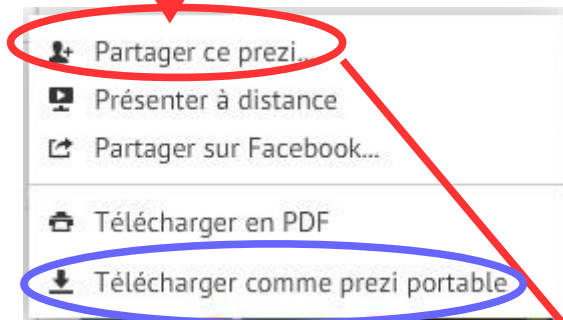 Partager ce prezi...
Présenter à distance
Partager sur Facebook...
Télécharger en PDF
Télécharger comme prezi portable